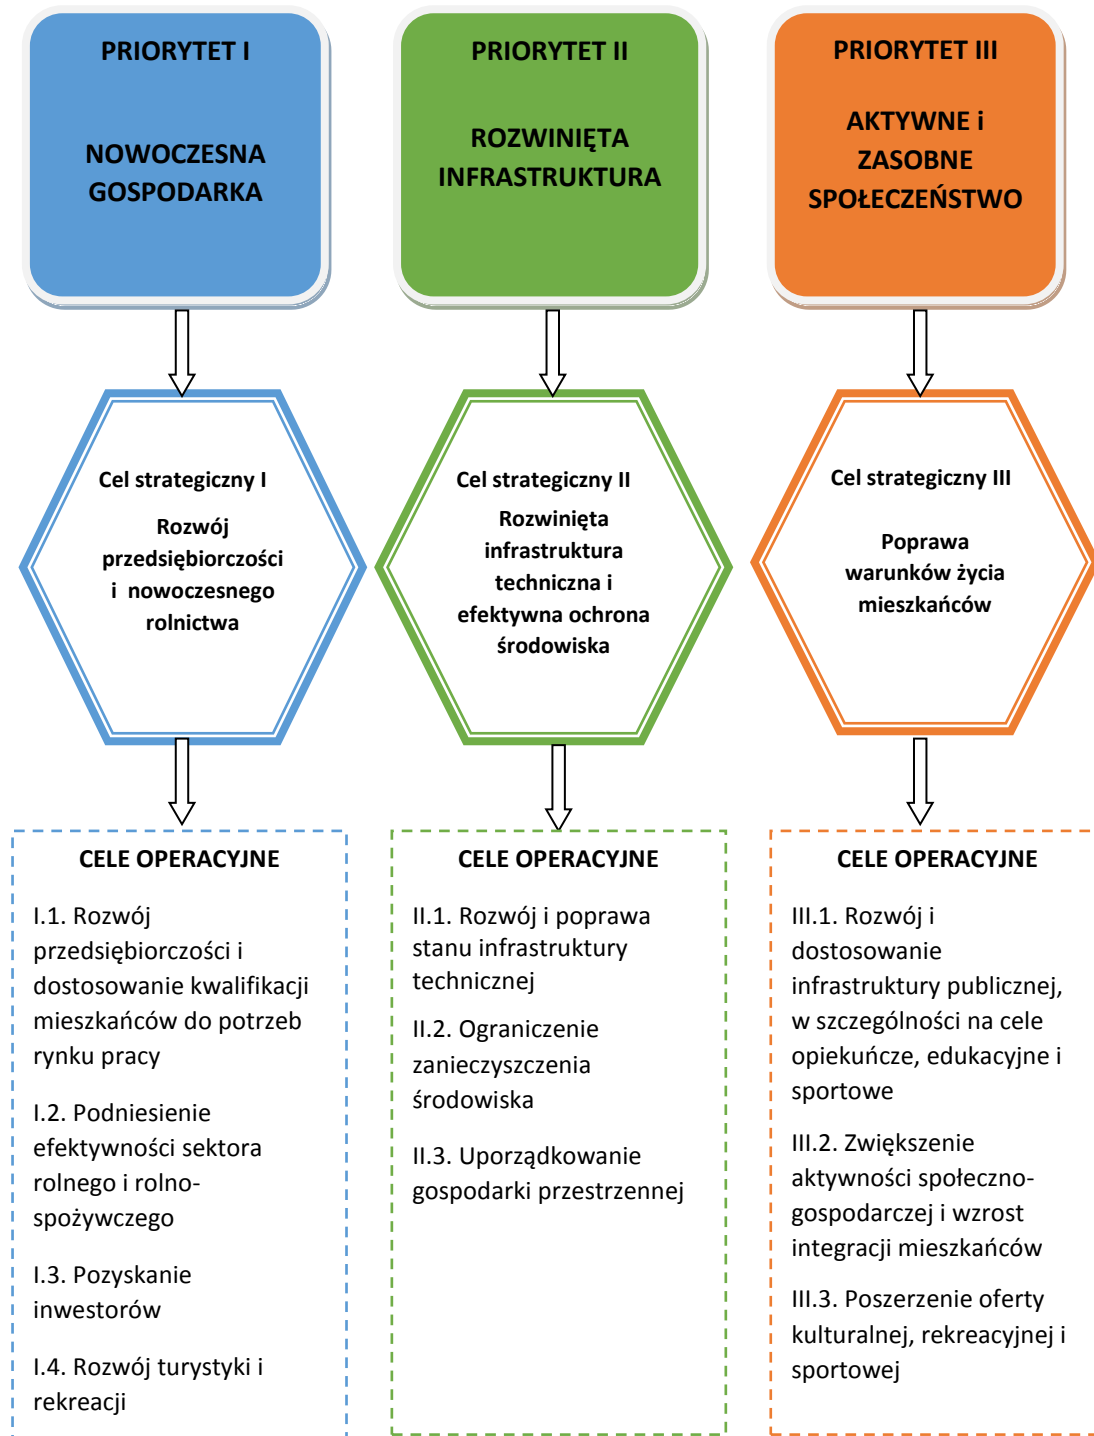 PRIORYTET I
NOWOCZESNA
GOSPODARKA
PRIORYTET II
ROZWINIĘTA
INFRASTRUKTURA
PRIORYTET III
AKTYWNE i
ZASOBNE
SPOŁECZEŃSTWO
Cel strategiczny I
Rozwój
przedsiębiorczości
i nowoczesnego
rolnictwa
Cel strategiczny II
Rozwinięta
infrastruktura
techniczna i
efektywna ochrona
środowiska
Cel strategiczny III
Poprawa
warunków życia
mieszkańców
CELE OPERACYJNE
I.1. Rozwój
przedsiębiorczości i
dostosowanie kwalifikacji
mieszkańców do potrzeb
rynku pracy
I.2. Podniesienie
efektywności sektora
rolnego i rolno-
spożywczego
I.3. Pozyskanie
inwestorów
I.4. Rozwój turystyki i
rekreacji
CELE OPERACYJNE
II.1. Rozwój i poprawa
stanu infrastruktury
technicznej
II.2. Ograniczenie
zanieczyszczenia
środowiska
II.3. Uporządkowanie
gospodarki przestrzennej
CELE OPERACYJNE
III.1. Rozwój i
dostosowanie
infrastruktury publicznej,
w szczególności na cele
opiekuńcze, edukacyjne i
sportowe
III.2. Zwiększenie
aktywności społeczno-
gospodarczej i wzrost
integracji mieszkańców
III.3. Poszerzenie oferty
kulturalnej, rekreacyjnej i
sportowej